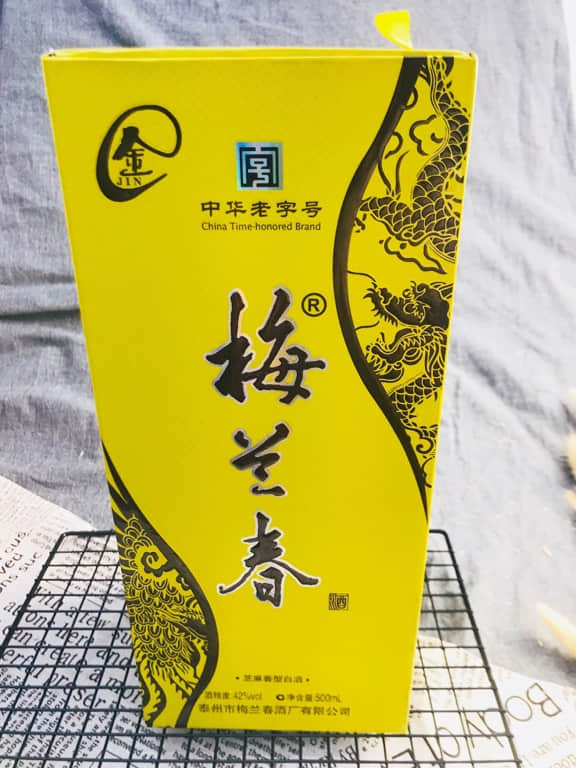 金
JIN
中华老字号
China Time-honored Brand
梅®
兰
春
酒
·芝麻香型白酒·
酒精度:42%vol 净含量:500mL
泰州市梅兰春酒厂有限公司